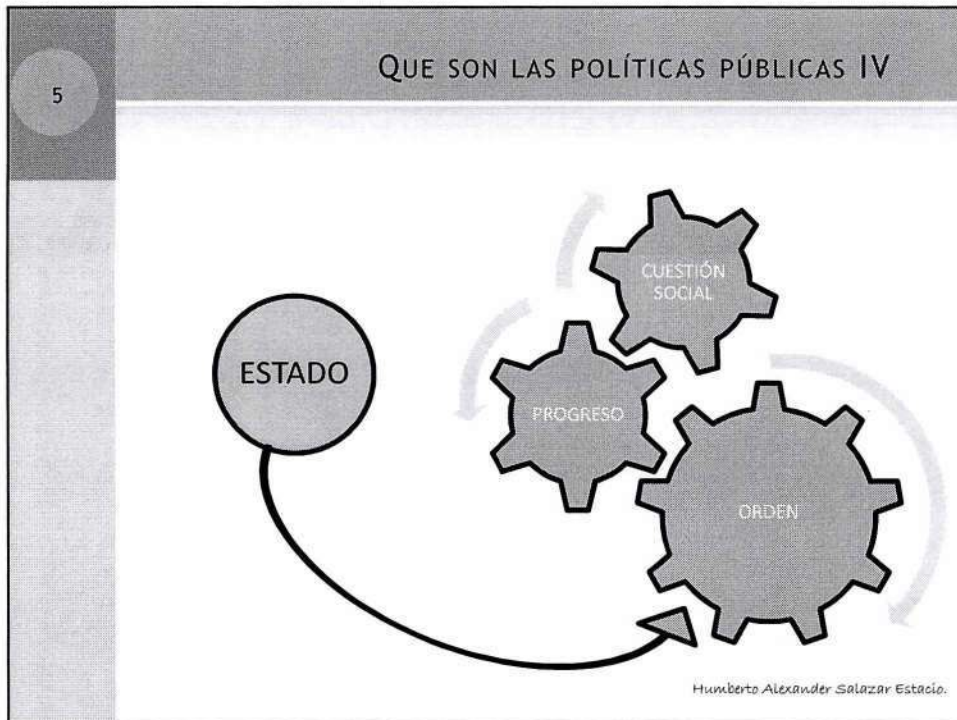 5
QUE SON LAS POLÍTICAS PÚBLICAS IV
CUESTIÓN
SOCIAL
ESTADO
PROGRESO
ORDEN
Humberto Alexander Salazar Estacio.